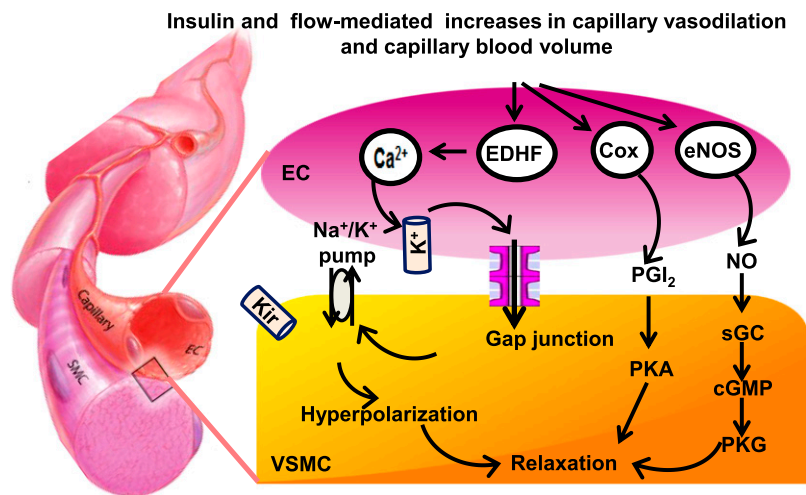 Insulin and flow-mediated increases in capillary vasodilation
and capillary blood volume
EC
Ca²⁺
EDHF
Cox
eNOS
Na⁺/K⁺
pump
K⁺
PGI₂
NO
Kir
Capillary
EC
SMC
Gap junction
sGC
PKA
cGMP
Hyperpolarization
PKG
VSMC
Relaxation